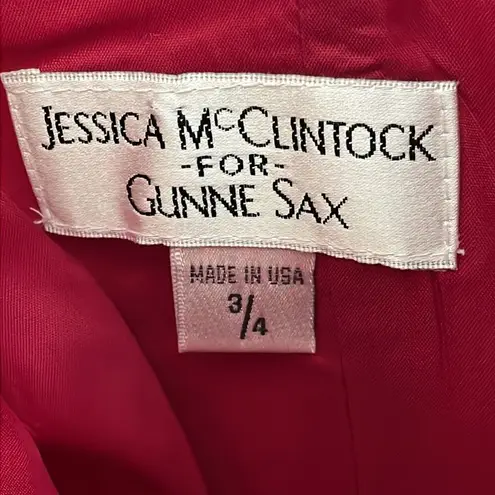 JESSICA MCCLINTOCK
-FOR-
GUNNE SAX
MADE IN USA
3/4